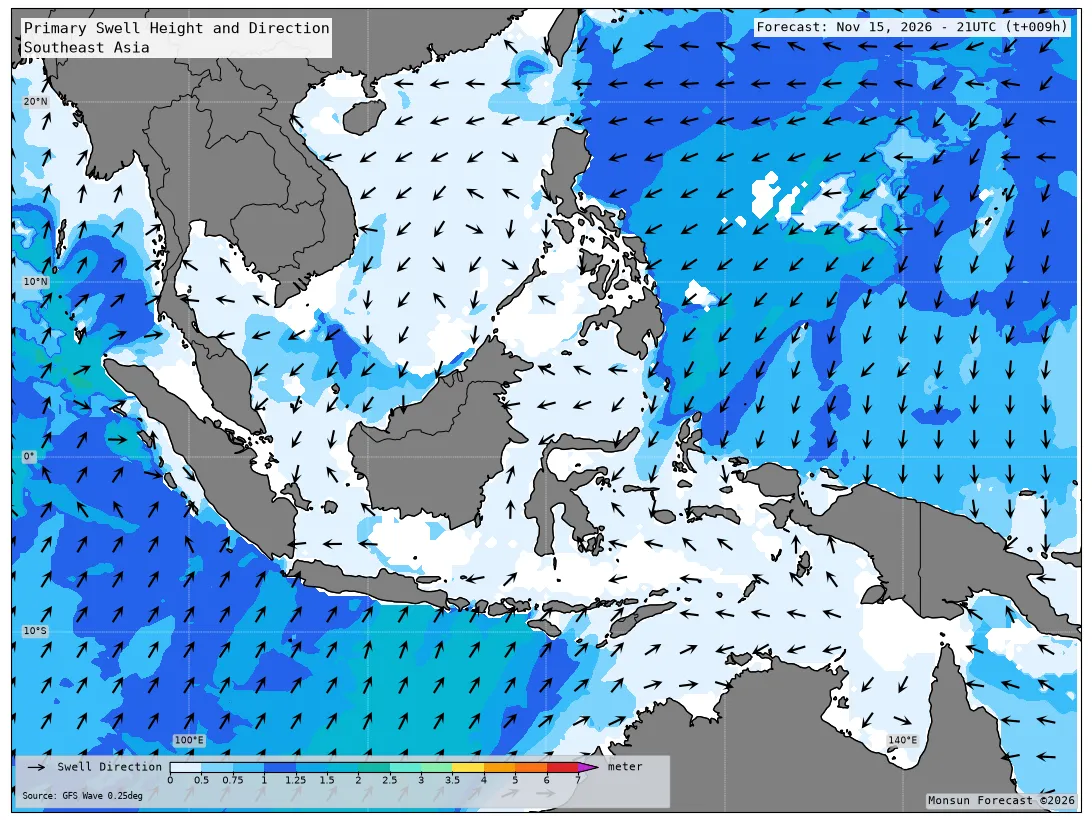 Primary Swell Height and Direction
Southeast Asia
Forecast: Nov 15, 2026 - 21UTC (t+009h)
20°N
10°N
0°
10°S
100°E
140°E
Swell Direction
0 0.5 0.75 1 1.25 1.5 2 2.5 3 3.5 4 5 6 7
meter
Source: GFS Wave 0.25deg
Monsun Forecast ©2026